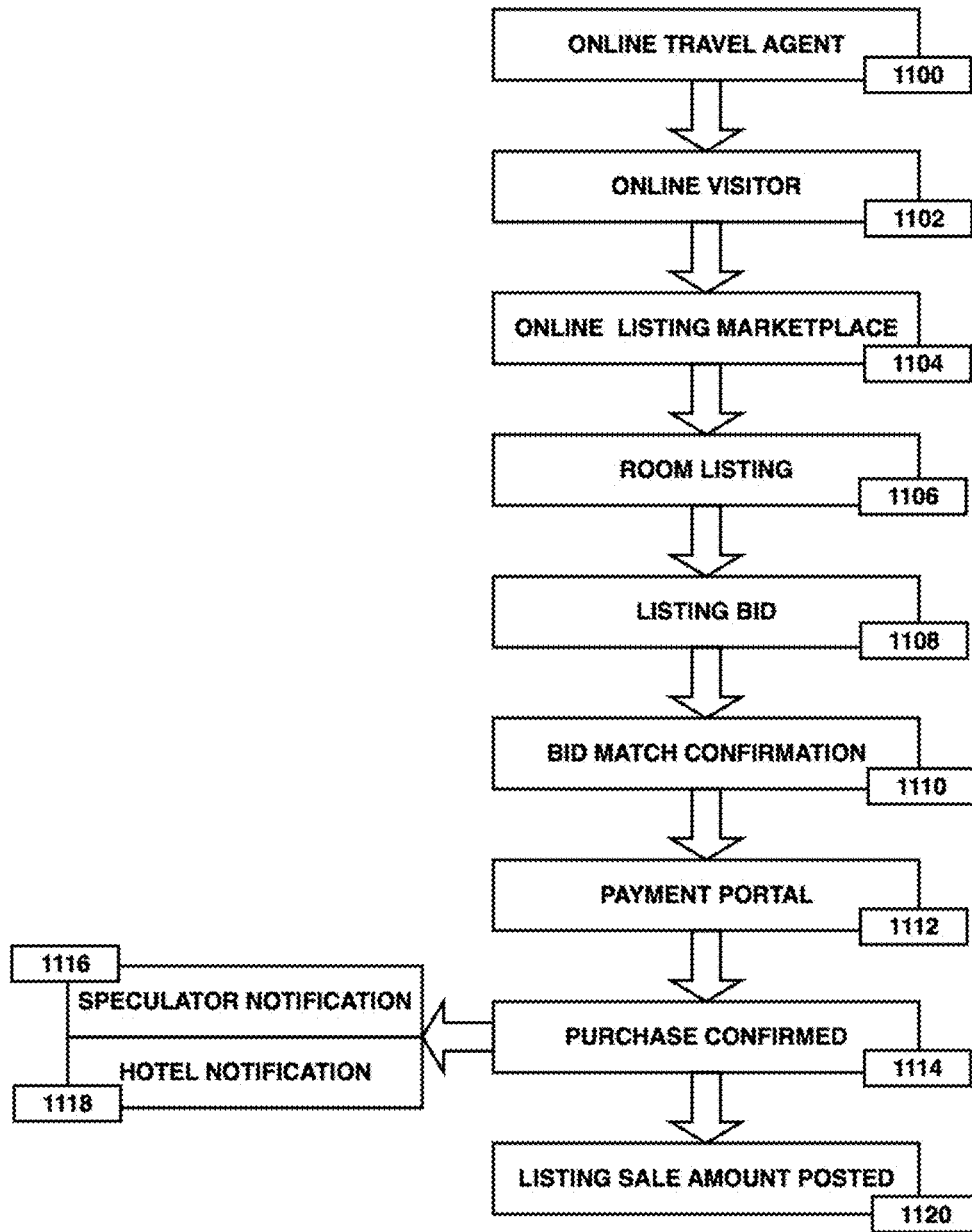 ONLINE TRAVEL AGENT
1100
ONLINE VISITOR
1102
ONLINE LISTING MARKETPLACE
1104
ROOM LISTING
1106
LISTING BID
1108
BID MATCH CONFIRMATION
1110
PAYMENT PORTAL
1112
1116
SPECULATOR NOTIFICATION
PURCHASE CONFIRMED
1114
HOTEL NOTIFICATION
1118
LISTING SALE AMOUNT POSTED
1120